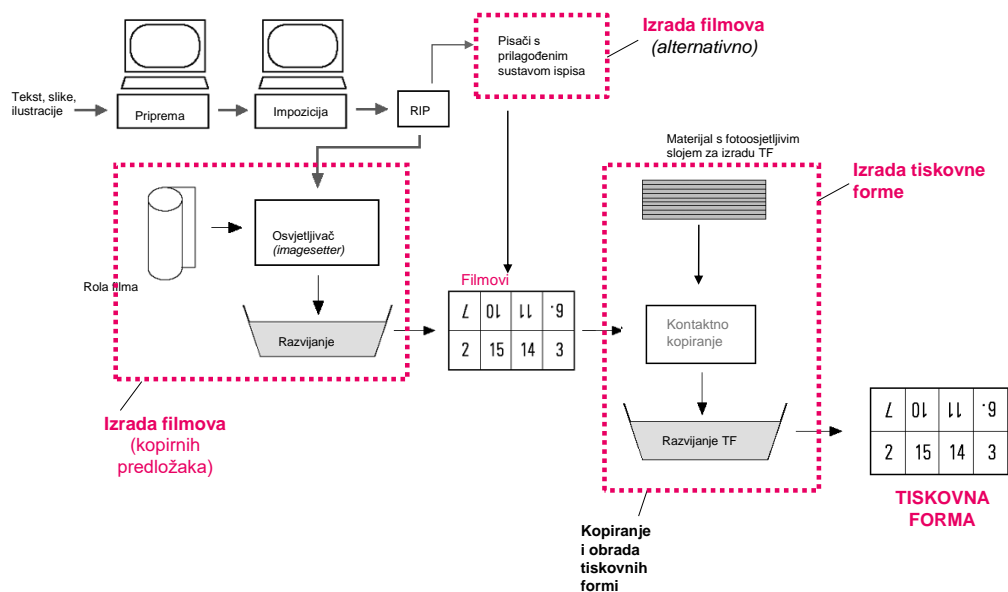 Izrada filmova
(alternativno)
Pisači s
prilagođenim
sustavom ispisa
Tekst, slike,
ilustracije
Priprema
Impozicija
RIP
Materijal s fotoosjetljivim
slojem za izradu TF
Izrada tiskovne
forme
Rola filma
Osvjetljivač
(imagesetter)
Razvijanje
Filmovi
7 10 11 6.
2 15 14 3
Kontaktno
kopiranje
Razvijanje TF
Izrada filmova
(kopirnih
predložaka)
7 10 11 6.
2 15 14 3
TISKOVNA
FORMA
Kopiranje
i obrada
tiskovnih
formi